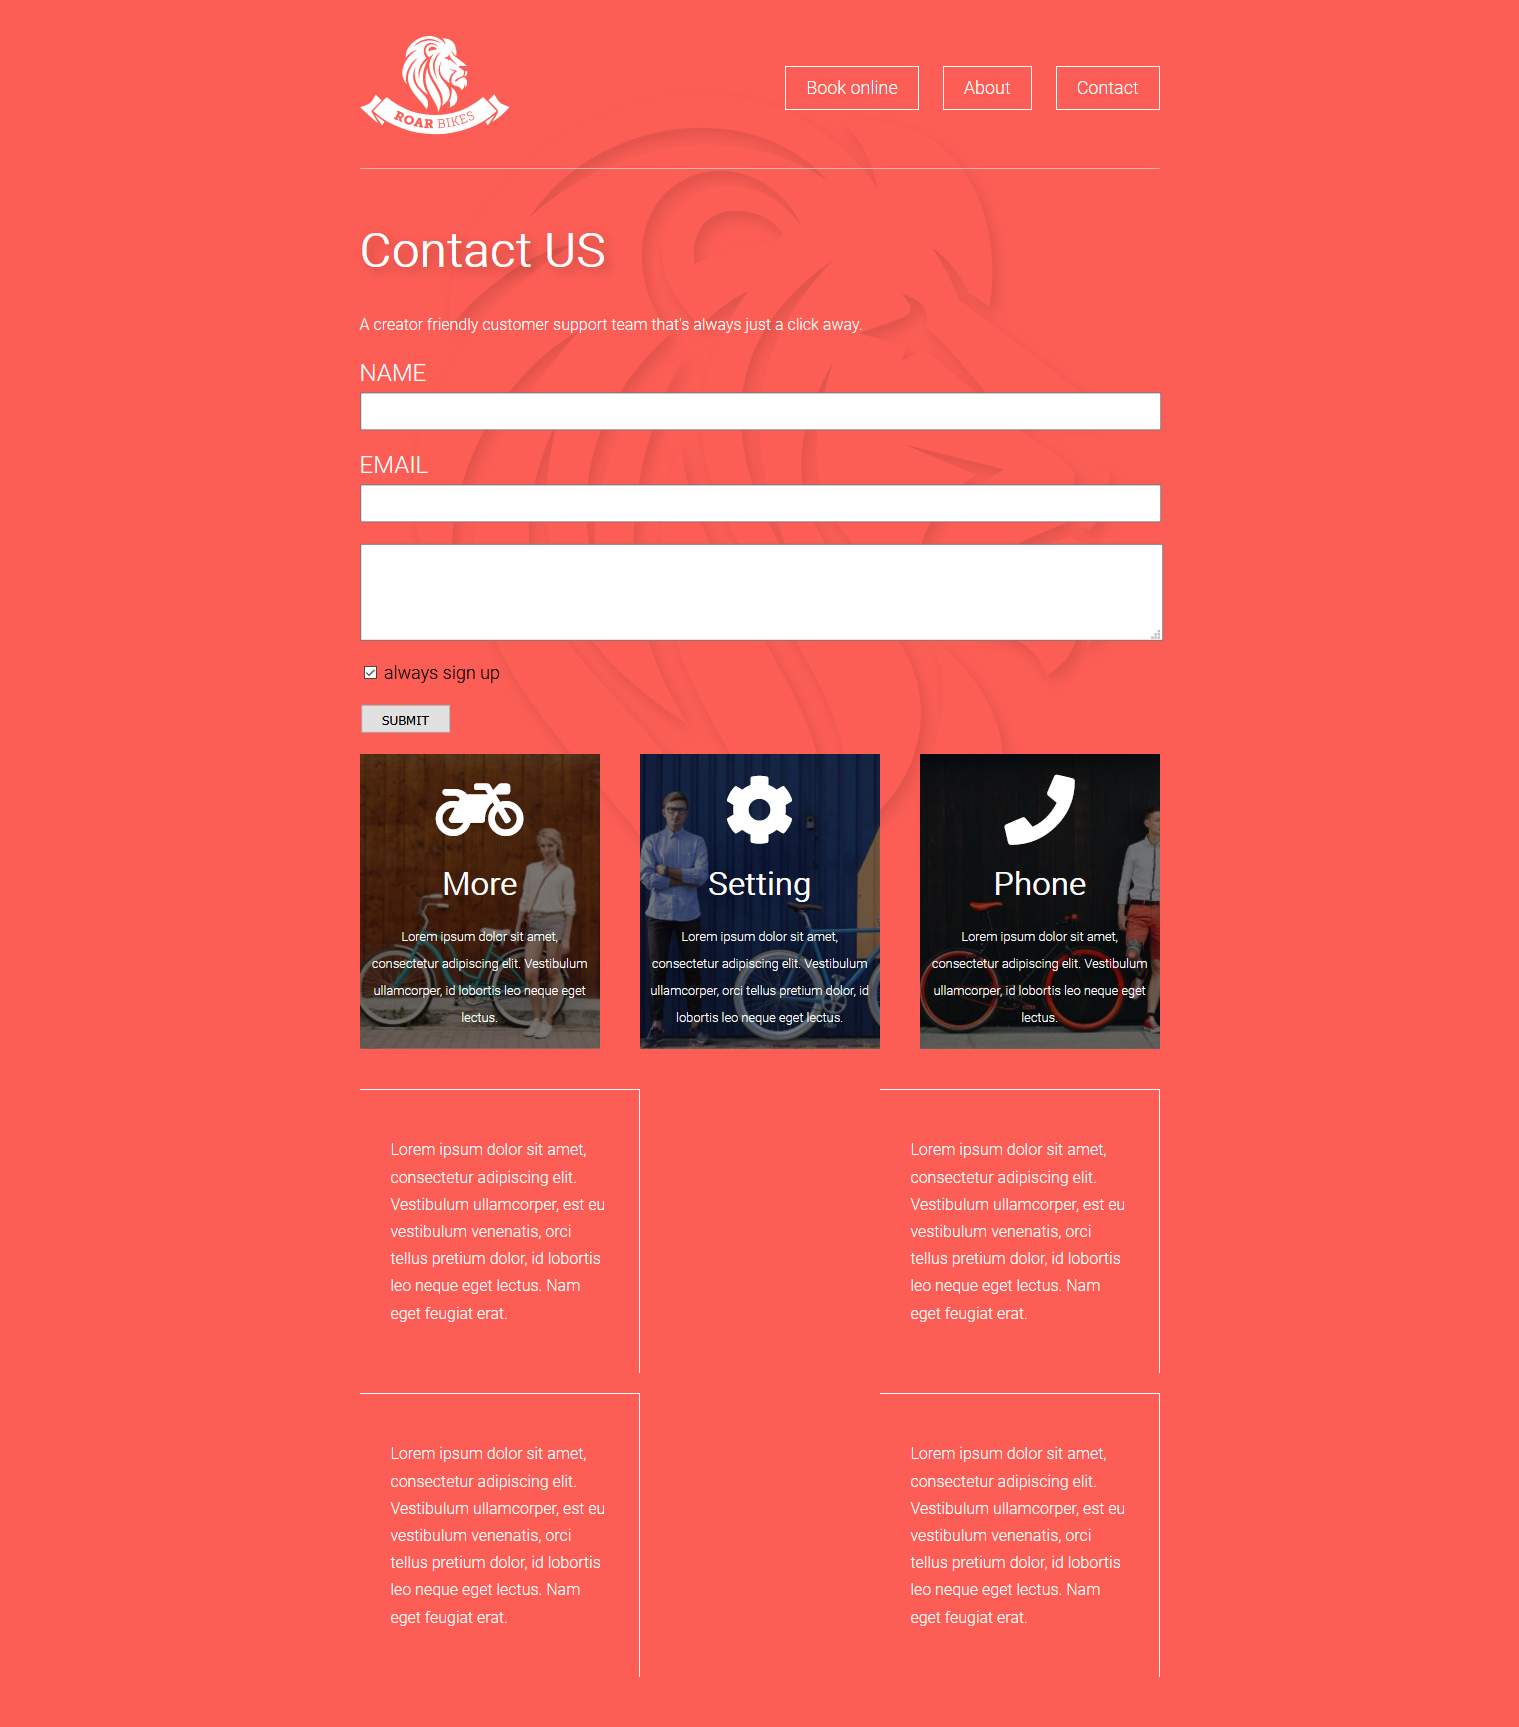 ROAR BIKES
Book online
About
Contact
Contact US
A creator friendly customer support team that's always just a click away.
NAME
EMAIL
always sign up
SUBMIT
More
Lorem ipsum dolor sit amet,
consectetur adipiscing elit. Vestibulum
ullamcorper, id lobortis leo neque eget
lectus.
Setting
Lorem ipsum dolor sit amet,
consectetur adipiscing elit. Vestibulum
ullamcorper, orci tellus pretium dolor, id
lobortis leo neque eget lectus.
Phone
Lorem ipsum dolor sit amet,
consectetur adipiscing elit. Vestibulum
ullamcorper, id lobortis leo neque eget
lectus.
Lorem ipsum dolor sit amet,
consectetur adipiscing elit.
Vestibulum ullamcorper, est eu
vestibulum venenatis, orci
tellus pretium dolor, id lobortis
leo neque eget lectus. Nam
eget feugiat erat.
Lorem ipsum dolor sit amet,
consectetur adipiscing elit.
Vestibulum ullamcorper, est eu
vestibulum venenatis, orci
tellus pretium dolor, id lobortis
leo neque eget lectus. Nam
eget feugiat erat.
Lorem ipsum dolor sit amet,
consectetur adipiscing elit.
Vestibulum ullamcorper, est eu
vestibulum venenatis, orci
tellus pretium dolor, id lobortis
leo neque eget lectus. Nam
eget feugiat erat.
Lorem ipsum dolor sit amet,
consectetur adipiscing elit.
Vestibulum ullamcorper, est eu
vestibulum venenatis, orci
tellus pretium dolor, id lobortis
leo neque eget lectus. Nam
eget feugiat erat.